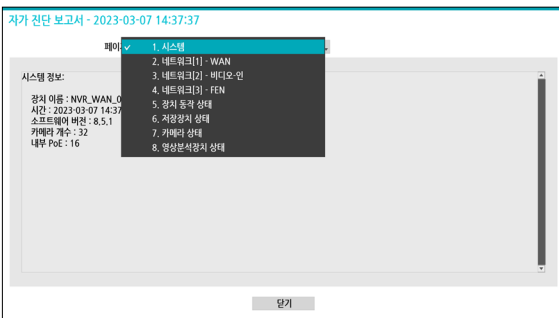 자가 진단 보고서 - 2023-03-07 14:37:37
페이
✓ 1. 시스템
2. 네트워크[1] - WAN
3. 네트워크[2] - 비디오-인
4. 네트워크[3] - FEN
5. 장치 동작 상태
6. 저장장치 상태
7. 카메라 상태
8. 영상분석장치 상태
시스템 정보:
장치 이름 : NVR_WAN_0
시간 : 2023-03-07 14:37
소프트웨어 버전 : 8.5.1
카메라 개수 : 32
내부 PoE : 16
닫기